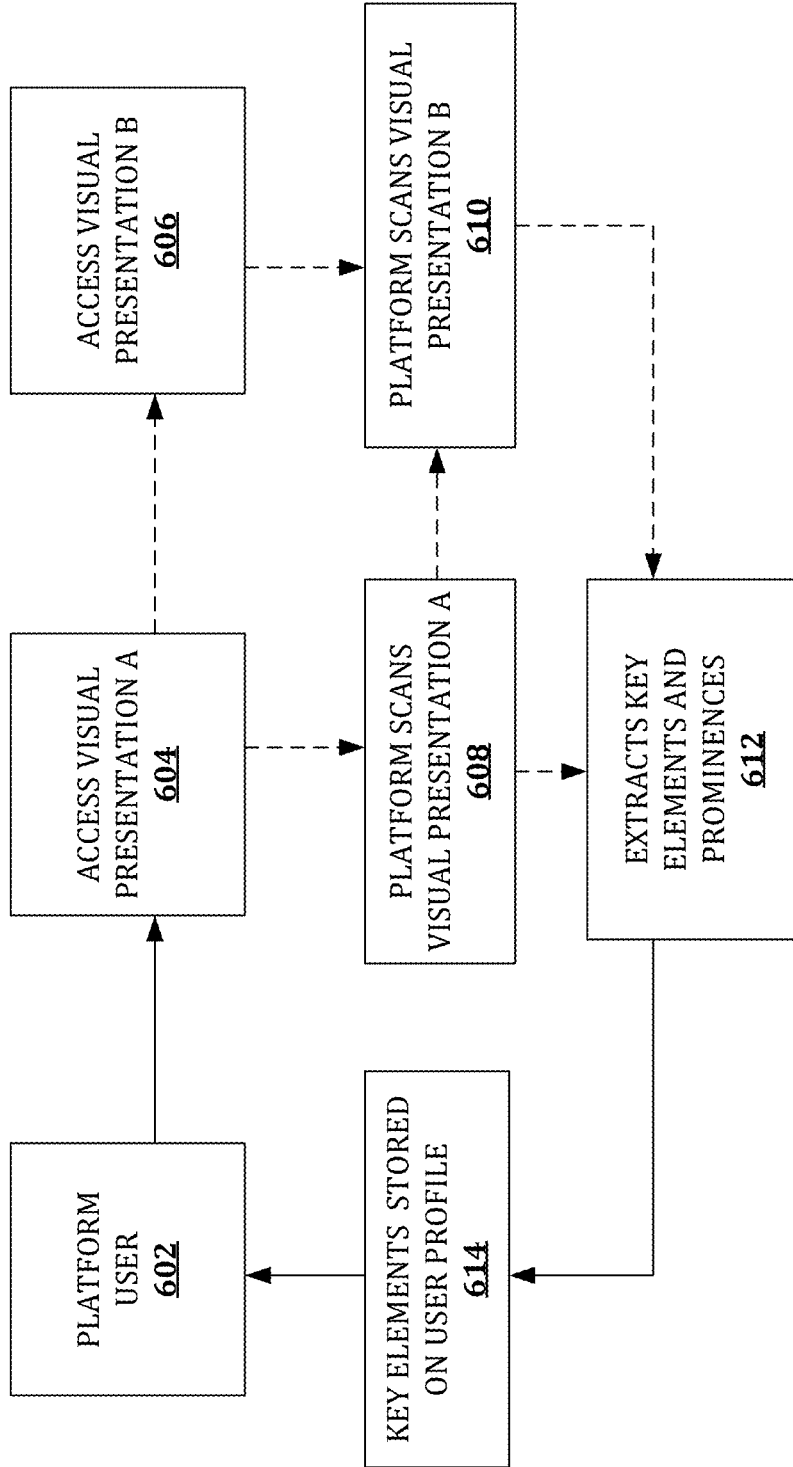 PLATFORM
USER
602
ACCESS VISUAL
PRESENTATION A
604
ACCESS VISUAL
PRESENTATION B
606
KEY ELEMENTS STORED
ON USER PROFILE
614
PLATFORM SCANS
VISUAL PRESENTATION A
608
PLATFORM SCANS VISUAL
PRESENTATION B
610
EXTRACTS KEY
ELEMENTS AND
PROMINENCES
612